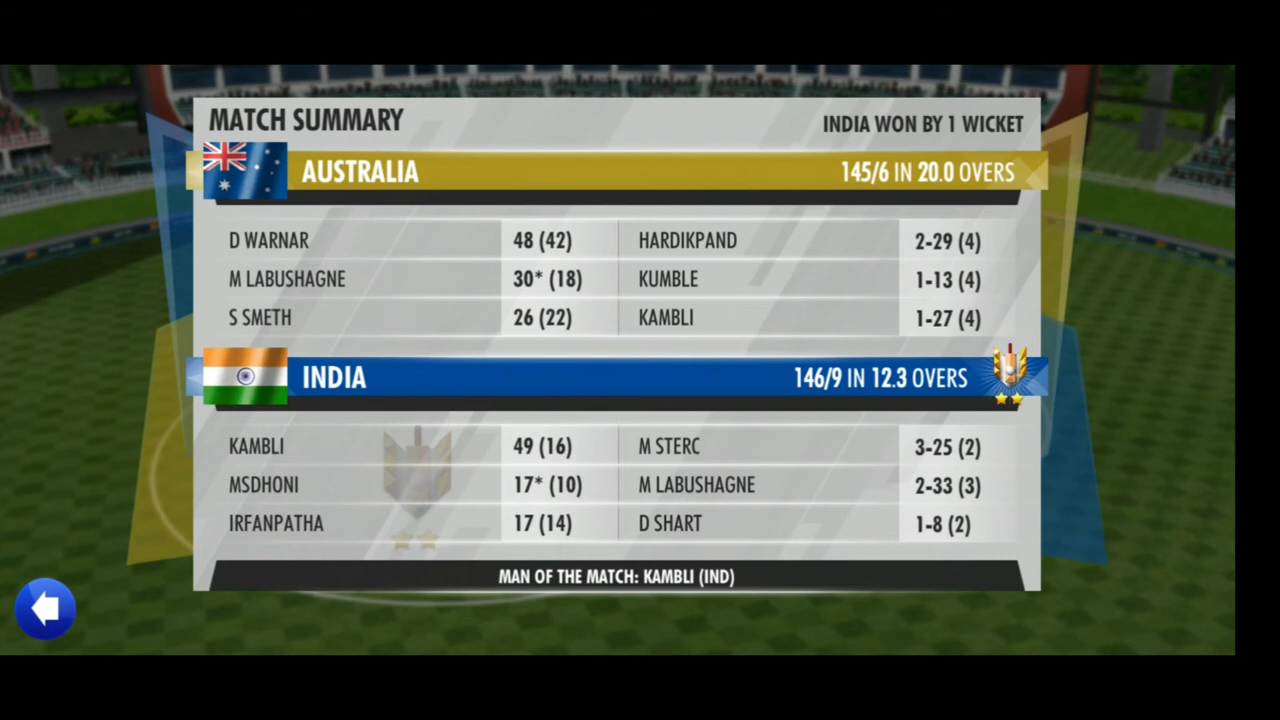 MATCH SUMMARY INDIA WON BY 1 WICKET
AUSTRALIA 145/6 IN 20.0 OVERS
D WARNAR 48 (42) HARDIKPAND 2-29 (4)
M LABUSHAGNE 30* (18) KUMBLE 1-13 (4)
S SMETH 26 (22) KAMBLI 1-27 (4)
INDIA 146/9 IN 12.3 OVERS
KAMBLI 49 (16) M STERC 3-25 (2)
MSDHONI 17* (10) M LABUSHAGNE 2-33 (3)
IRFANPATHA 17 (14) D SHART 1-8 (2)
MAN OF THE MATCH: KAMBLI (IND)